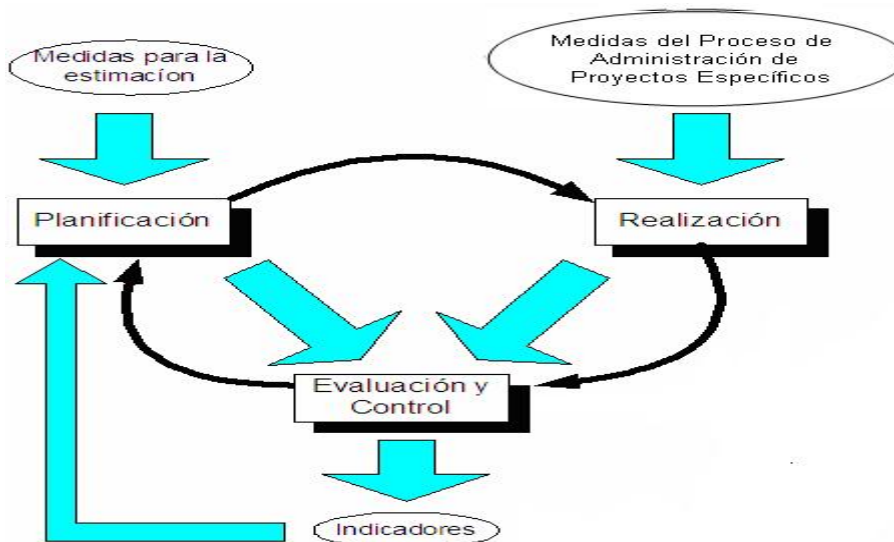 Medidas para la
estimacíon
Medidas del Proceso de
Administración de
Proyectos Específicos
Planificación
Realización
Evaluación y
Control
Indicadores